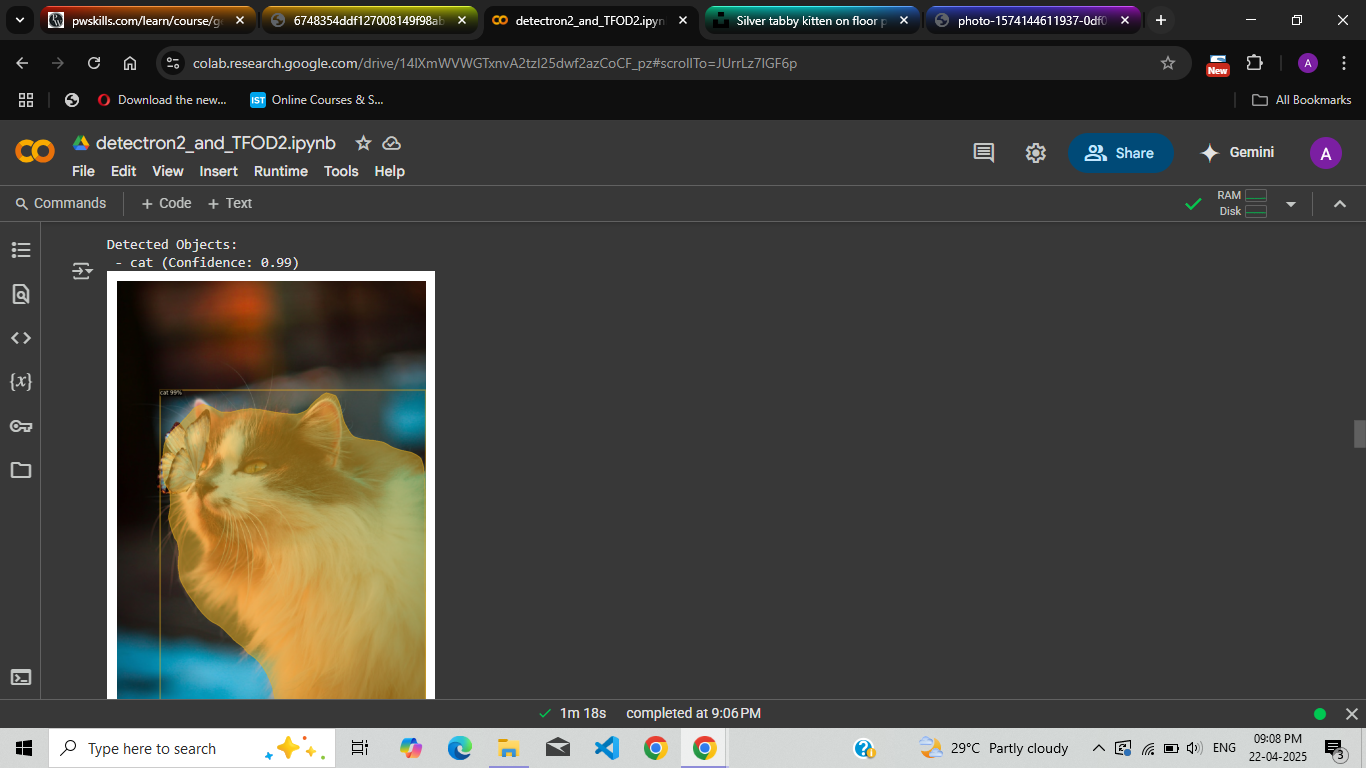 pwskills.com/learn/course/g
6748354ddf127008149f98ab
detectron2_and_TFOD2.ipyn
Silver tabby kitten on floor p
photo-1574144611937-0df0
colab.research.google.com/drive/14IXmWVWGTxnvA2tzI25dwf2azCoCF_pz#scrollTo=JUrrLz7IGF6p
New
A
Download the new...
IST
Online Courses & S...
All Bookmarks
detectron2_and_TFOD2.ipynb
File Edit View Insert Runtime Tools Help
Share
Gemini
A
Commands
+ Code
+ Text
RAM
Disk
Detected Objects:
- cat (Confidence: 0.99)
cat 99%
{x}
1m 18s completed at 9:06 PM
Type here to search
29°C Partly cloudy
ENG
09:08 PM
22-04-2025
3